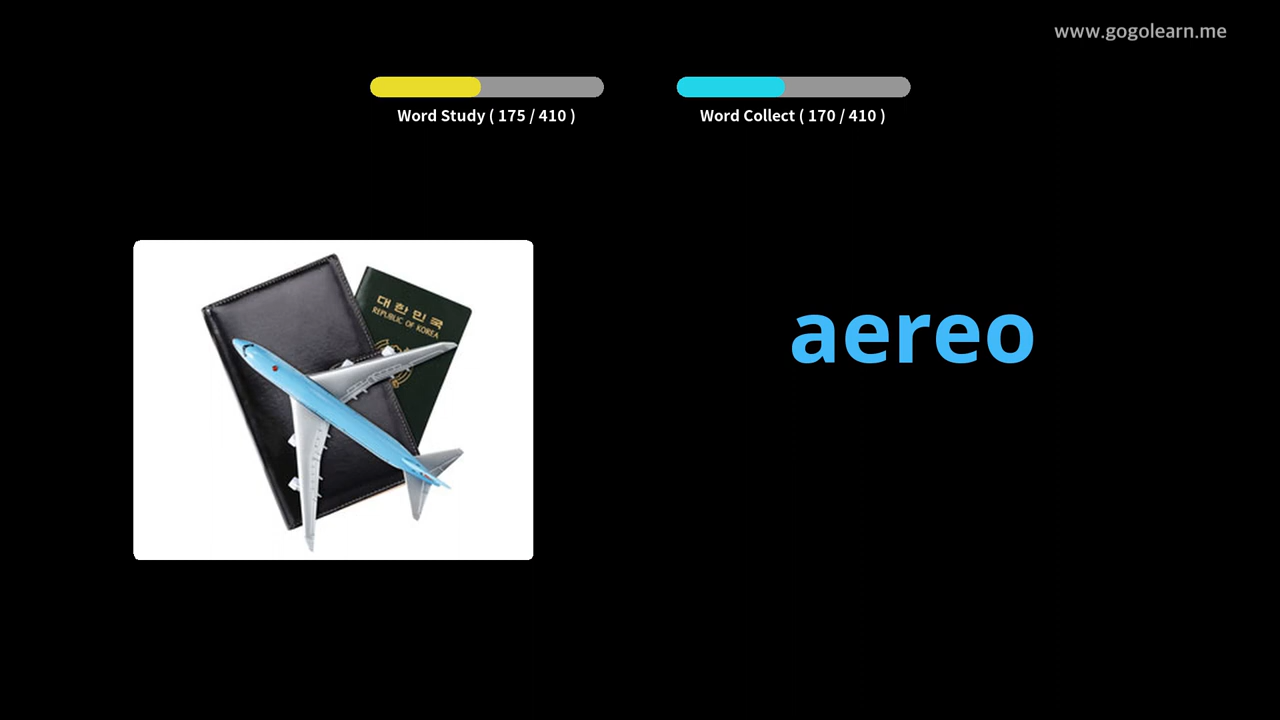 www.gogolearn.me
Word Study ( 175 / 410 )
Word Collect ( 170 / 410 )
대한민국
REPUBLIC OF KOREA
aereo